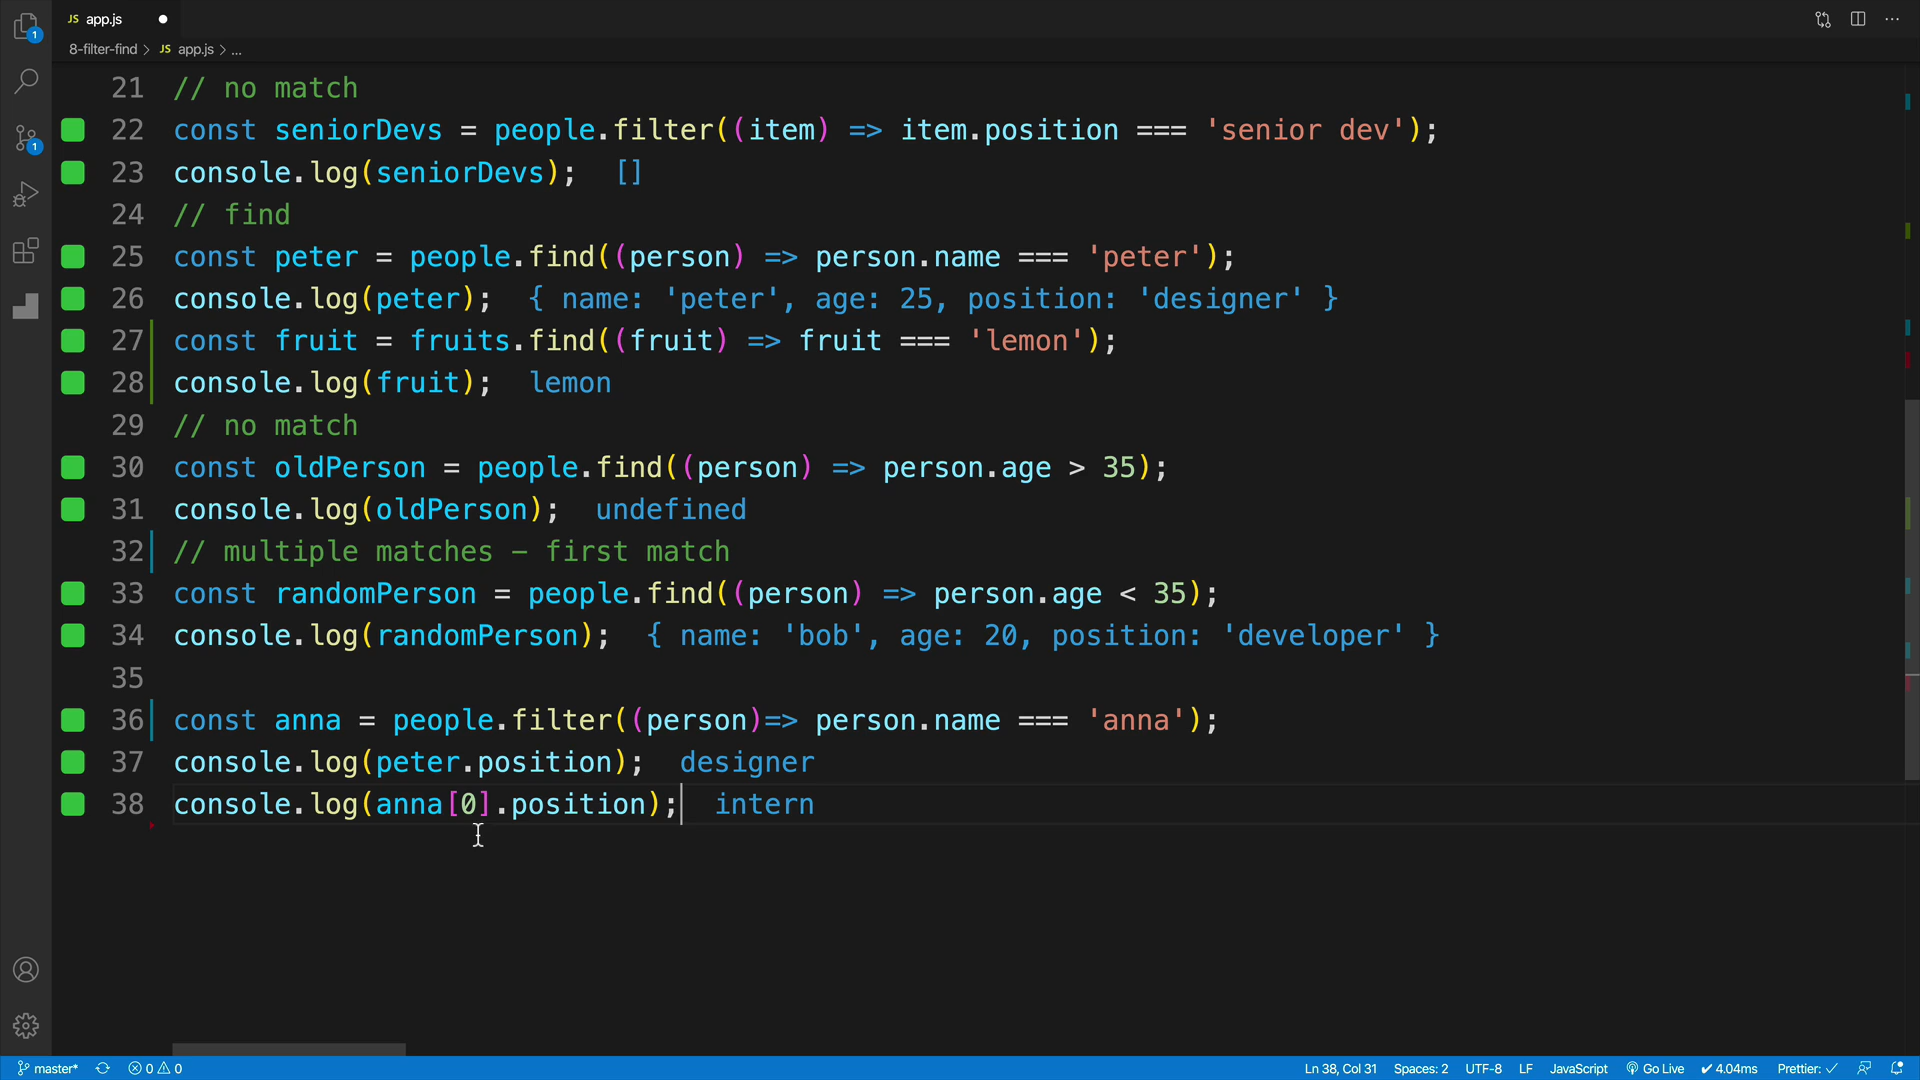 JS app.js
8-filter-find > JS app.js > ...
21 // no match
22 const seniorDevs = people.filter((item) => item.position === 'senior dev');
23 console.log(seniorDevs); []
24 // find
25 const peter = people.find((person) => person.name === 'peter');
26 console.log(peter); { name: 'peter', age: 25, position: 'designer' }
27 const fruit = fruits.find((fruit) => fruit === 'lemon');
28 console.log(fruit); lemon
29 // no match
30 const oldPerson = people.find((person) => person.age > 35);
31 console.log(oldPerson); undefined
32 // multiple matches – first match
33 const randomPerson = people.find((person) => person.age < 35);
34 console.log(randomPerson); { name: 'bob', age: 20, position: 'developer' }
35
36 const anna = people.filter((person)=> person.name === 'anna');
37 console.log(peter.position); designer
38 console.log(anna[0].position); intern
1
1
master* 0 0 Ln 38, Col 31 Spaces: 2 UTF-8 LF JavaScript Go Live ✔ 4.04ms Prettier: ✓